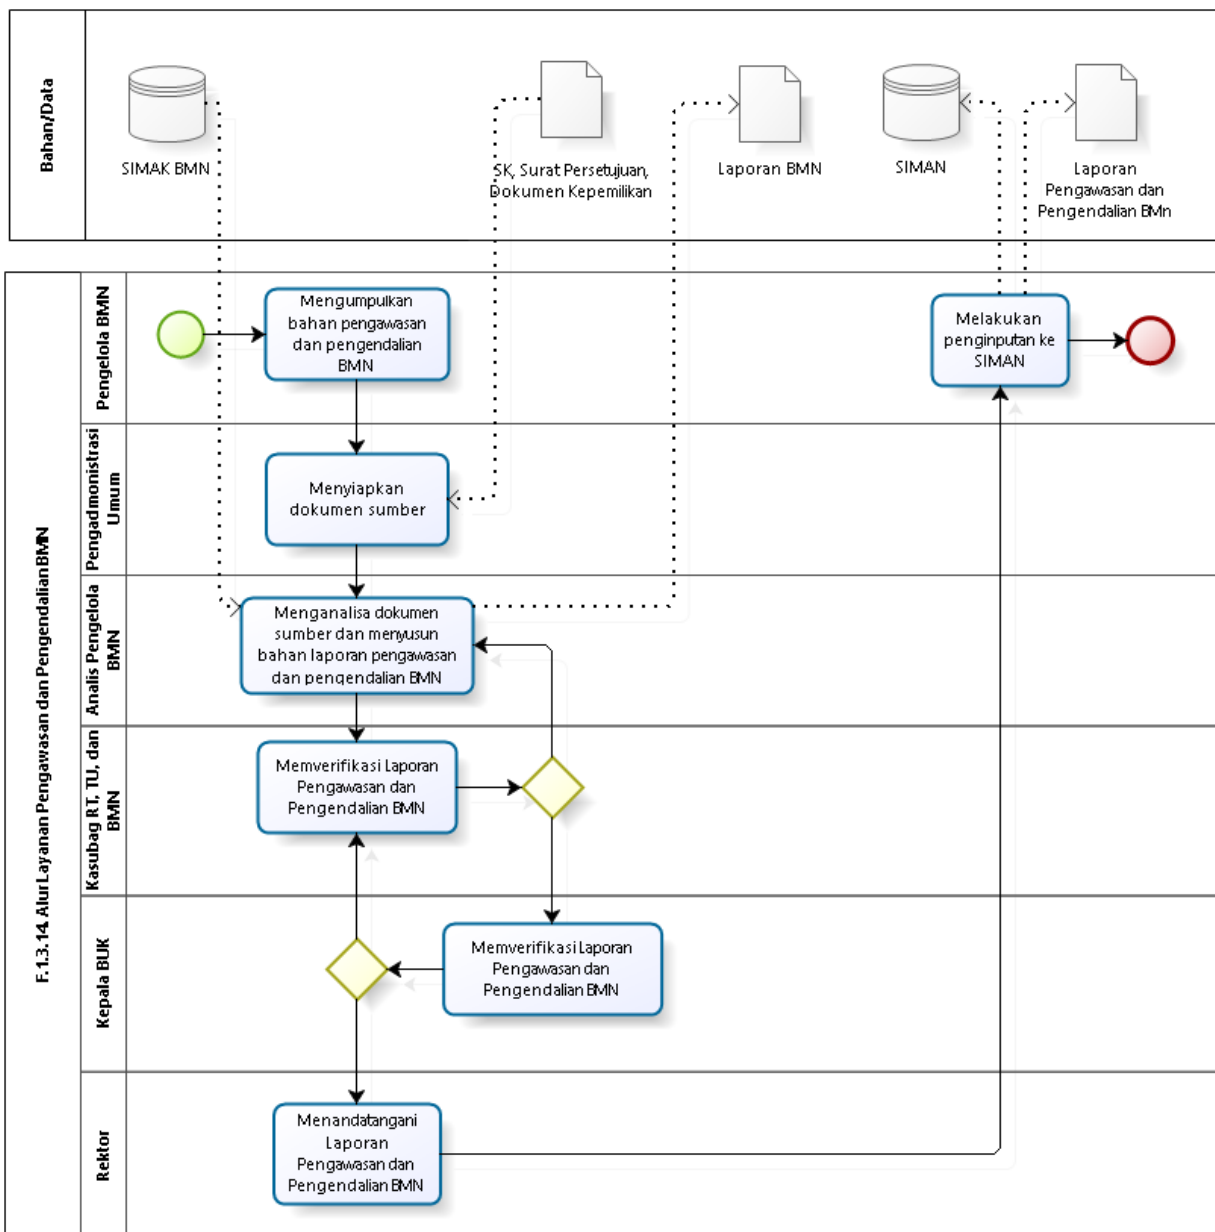 Bahan/Data
SIMAK BMN
SK, Surat Persetujuan,
Dokumen Kepemilikan
Laporan BMN
SIMAN
Laporan
Pengawasan dan
Pengendalian BMn
F.1.3.14. Alur Layanan Pengawasan dan Pengendalian BMN
Pengelola BMN
Mengumpulkan
bahan pengawasan
dan pengendalian
BMN
Melakukan
penginputan ke
SIMAN
Pengadmonistrasi
Umum
Menyiapkan
dokumen sumber
Analis Pengelola
BMN
Menganalisa dokumen
sumber dan menyusun
bahan laporan pengawasan
dan pengendalian BMN
Kasubag RT, TU, dan
BMN
Memverifikasi Laporan
Pengawasan dan
Pengendalian BMN
Kepala BUK
Memverifikasi Laporan
Pengawasan dan
Pengendalian BMN
Rektor
Menandatangani
Laporan
Pengawasan dan
Pengendalian BMN